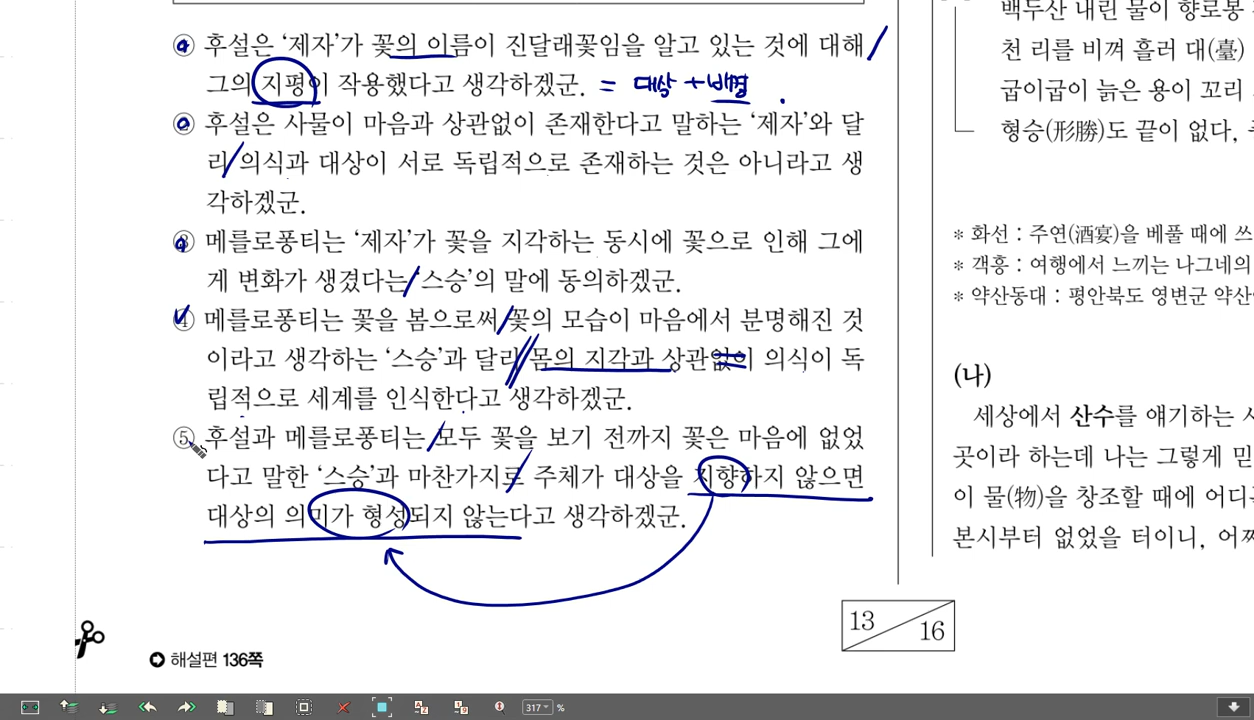 ① 후설은 ‘제자’가 꽃의 이름이 진달래꽃임을 알고 있는 것에 대해
그의 지평이 작용했다고 생각하겠군. = 대상 + 배경
② 후설은 사물이 마음과 상관없이 존재한다고 말하는 ‘제자’와 달
리 의식과 대상이 서로 독립적으로 존재하는 것은 아니라고 생
각하겠군.
③ 메를로퐁티는 ‘제자’가 꽃을 지각하는 동시에 꽃으로 인해 그에
게 변화가 생겼다는 ‘스승’의 말에 동의하겠군.
④ 메를로퐁티는 꽃을 봄으로써 꽃의 모습이 마음에서 분명해진 것
이라고 생각하는 ‘스승’과 달리 몸의 지각과 상관없이 의식이 독
립적으로 세계를 인식한다고 생각하겠군.
⑤ 후설과 메를로퐁티는 모두 꽃을 보기 전까지 꽃은 마음에 없었
다고 말한 ‘스승’과 마찬가지로 주체가 대상을 지향하지 않으면
대상의 의미가 형성되지 않는다고 생각하겠군.
해설편 136쪽
13
16
백두산 내린 물이 향로봉
천 리를 비껴 흘러 대(臺)
굽이굽이 늙은 용이 꼬리
형승(形勝)도 끝이 없다,
* 화선 : 주연(酒宴)을 베풀 때에 쓰
* 객흥 : 여행에서 느끼는 나그네의
* 약산동대 : 평안북도 영변군 약산
(나)
세상에서 산수를 얘기하는
곳이라 하는데 나는 그렇게 믿
이 물(物)을 창조할 때에 어디
본시부터 없었을 터이니,
317 %